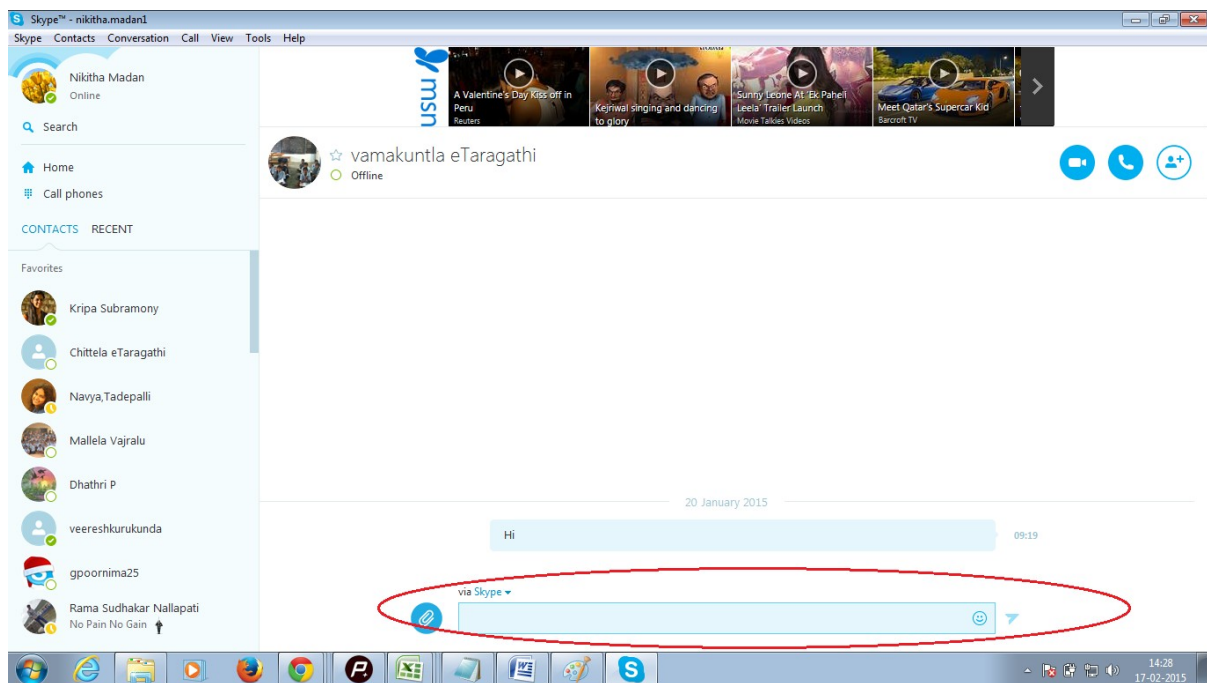 Skype™ - nikitha.madan1
Skype Contacts Conversation Call View Tools Help
Nikitha Madan
Online
Search
Home
Call phones
CONTACTS RECENT
Favorites
Kripa Subramony
Chittela eTaragathi
Navya,Tadepalli
Mallela Vajralu
Dhathri P
veereshkurukunda
gpoornima25
Rama Sudhakar Nallapati
No Pain No Gain
msn
A Valentine's Day Kiss off in
Peru
Reuters
Kejriwal singing and dancing
to glory
Sunny Leone At 'Ek Paheli
Leela' Trailer Launch
Movie Talkies Videos
Meet Qatar's Supercar Kid
Barcroft TV
vamakuntla eTaragathi
Offline
20 January 2015
Hi 09:19
via Skype
14:28
17-02-2015